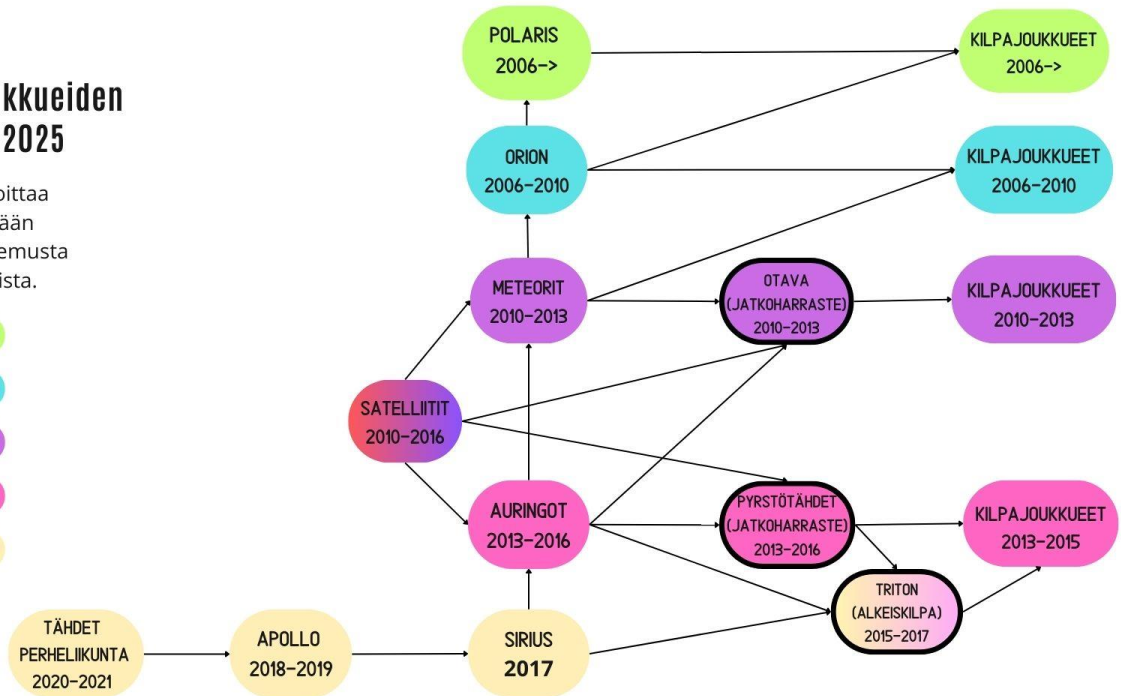 kkueiden
2025
oittaa
ään
emusta
ista.
POLARIS
2006->
KILPAJOUKKUEET
2006->
ORION
2006-2010
KILPAJOUKKUEET
2006-2010
METEORIT
2010-2013
OTAVA
(JATKOHARRASTE)
2010-2013
KILPAJOUKKUEET
2010-2013
SATELLIITIT
2010-2016
AURINGOT
2013-2016
PYRSTÖTÄHDET
(JATKOHARRASTE)
2013-2016
KILPAJOUKKUEET
2013-2015
TRITON
(ALKEISKILPA)
2015-2017
TÄHDET
PERHELIIKUNTA
2020-2021
APOLLO
2018-2019
SIRIUS
2017